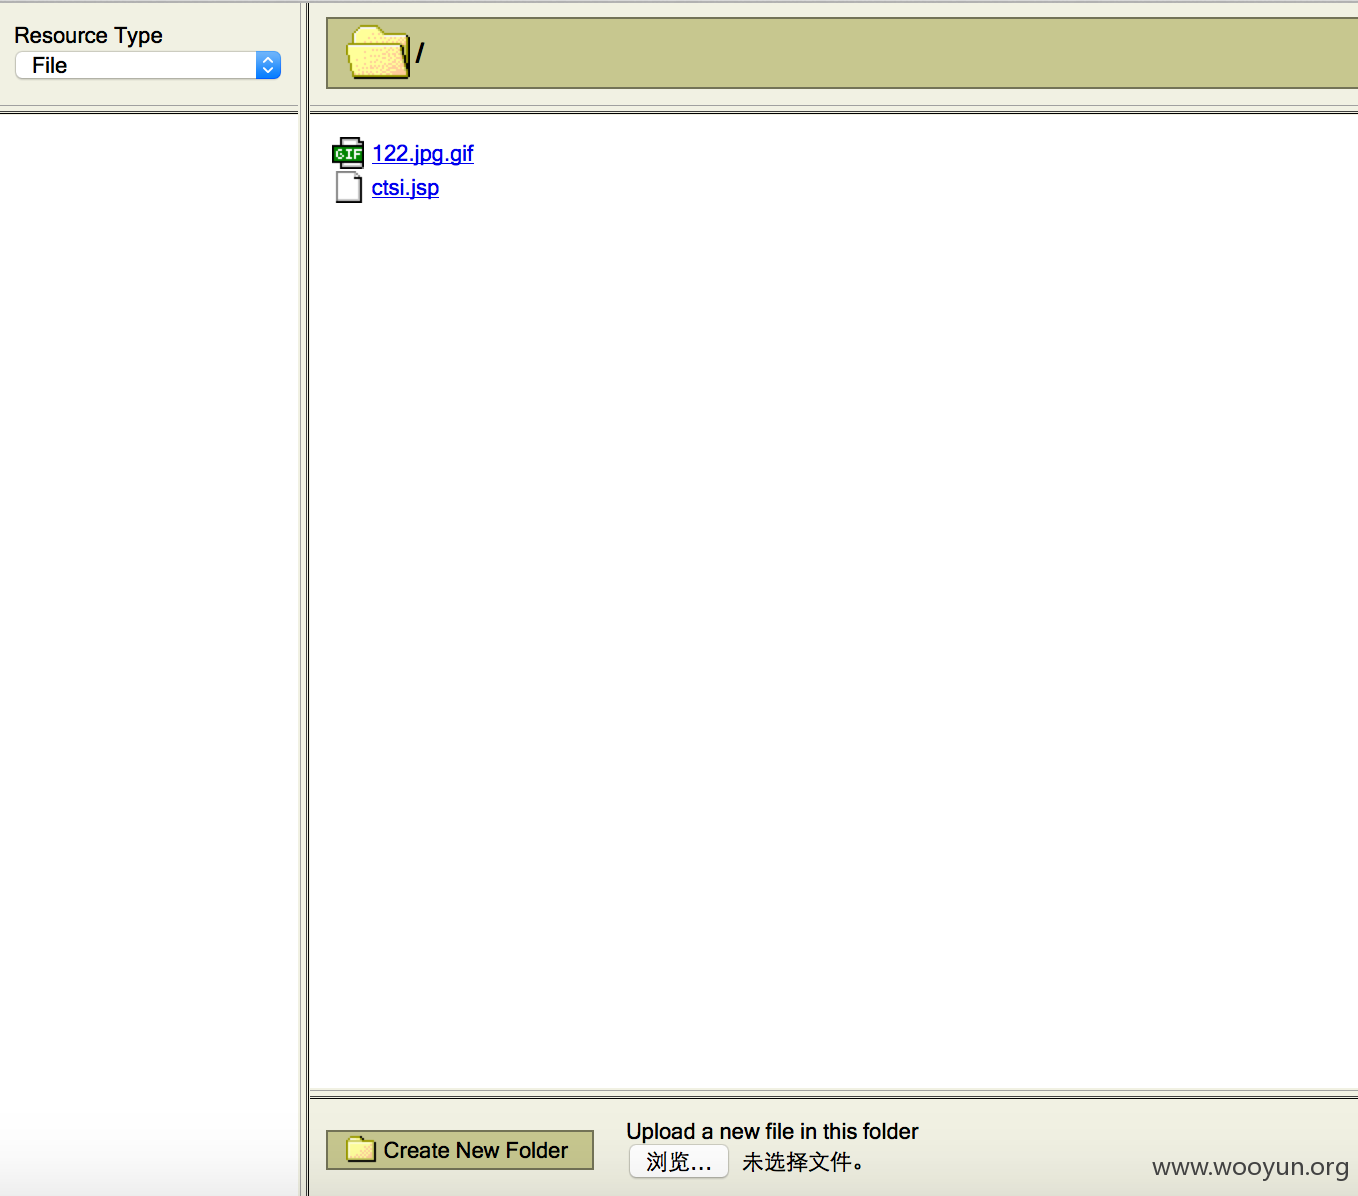 Resource Type
File
/
GIF
122.jpg.gif
ctsi.jsp
Create New Folder
Upload a new file in this folder
浏览... 未选择文件。
www.wooyun.org